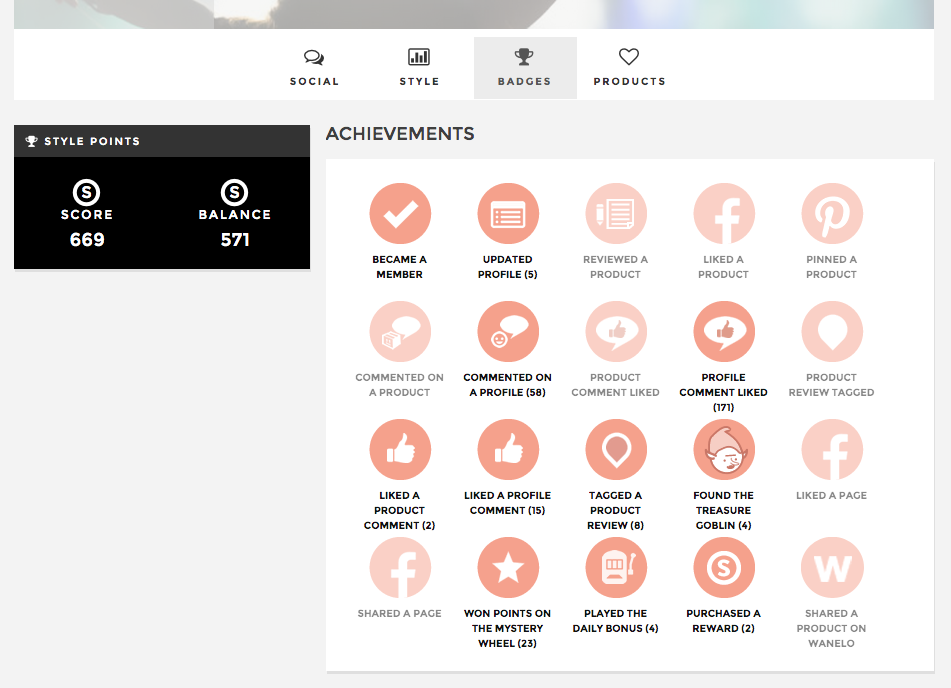 SOCIAL STYLE BADGES PRODUCTS
STYLE POINTS
S S
SCORE BALANCE
669 571
ACHIEVEMENTS
BECAME A
MEMBER
UPDATED
PROFILE (5)
REVIEWED A
PRODUCT
LIKED A
PRODUCT
PINNED A
PRODUCT
COMMENTED ON
A PRODUCT
COMMENTED ON
A PROFILE (58)
PRODUCT
COMMENT LIKED
PROFILE
COMMENT LIKED
(171)
PRODUCT
REVIEW TAGGED
LIKED A
PRODUCT
COMMENT (2)
LIKED A PROFILE
COMMENT (15)
TAGGED A
PRODUCT
REVIEW (8)
FOUND THE
TREASURE
GOBLIN (4)
LIKED A PAGE
SHARED A PAGE
WON POINTS ON
THE MYSTERY
WHEEL (23)
PLAYED THE
DAILY BONUS (4)
S
PURCHASED A
REWARD (2)
W
SHARED A
PRODUCT ON
WANELO